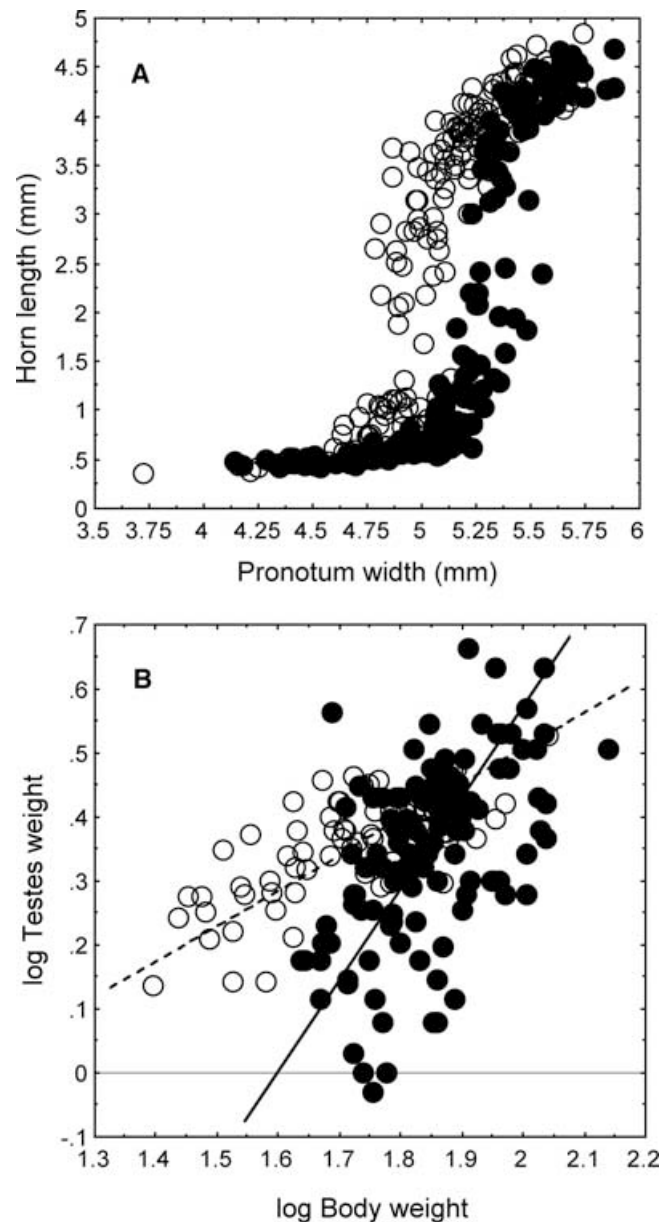 A
5
4.5
4
3.5
3
2.5
2
1.5
1
.5
0
Horn length (mm)
3.5 3.75 4 4.25 4.5 4.75 5 5.25 5.5 5.75 6
Pronotum width (mm)
B
.7
.6
.5
.4
.3
.2
.1
0
-.1
log Testes weight
1.3 1.4 1.5 1.6 1.7 1.8 1.9 2 2.1 2.2
log Body weight